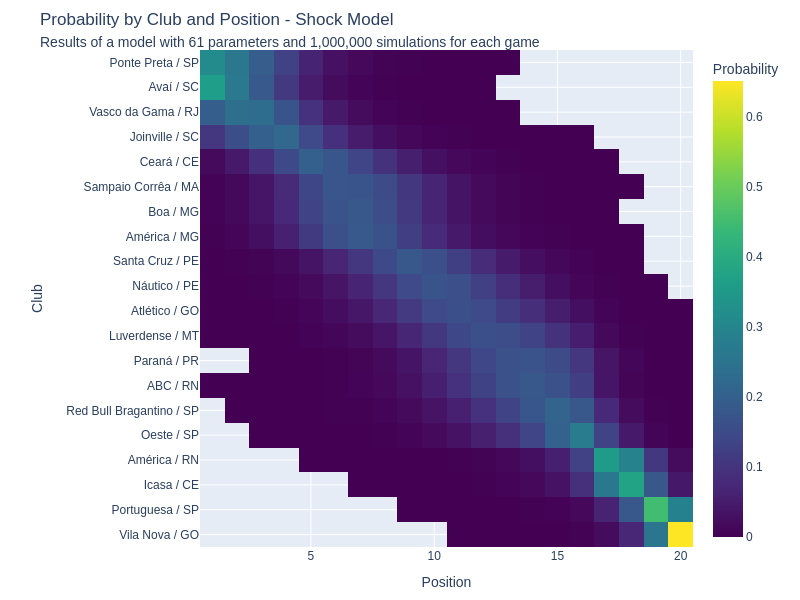 Probability by Club and Position - Shock Model
Results of a model with 61 parameters and 1,000,000 simulations for each game
Probability
Ponte Preta / SP
Avaí / SC
Vasco da Gama / RJ
Joinville / SC
Ceará / CE
Sampaio Corrêa / MA
Boa / MG
América / MG
Santa Cruz / PE
Náutico / PE
Atlético / GO
Luverdense / MT
Paraná / PR
ABC / RN
Red Bull Bragantino / SP
Oeste / SP
América / RN
Icasa / CE
Portuguesa / SP
Vila Nova / GO
Club
5
10
15
20
Position
0.6
0.5
0.4
0.3
0.2
0.1
0